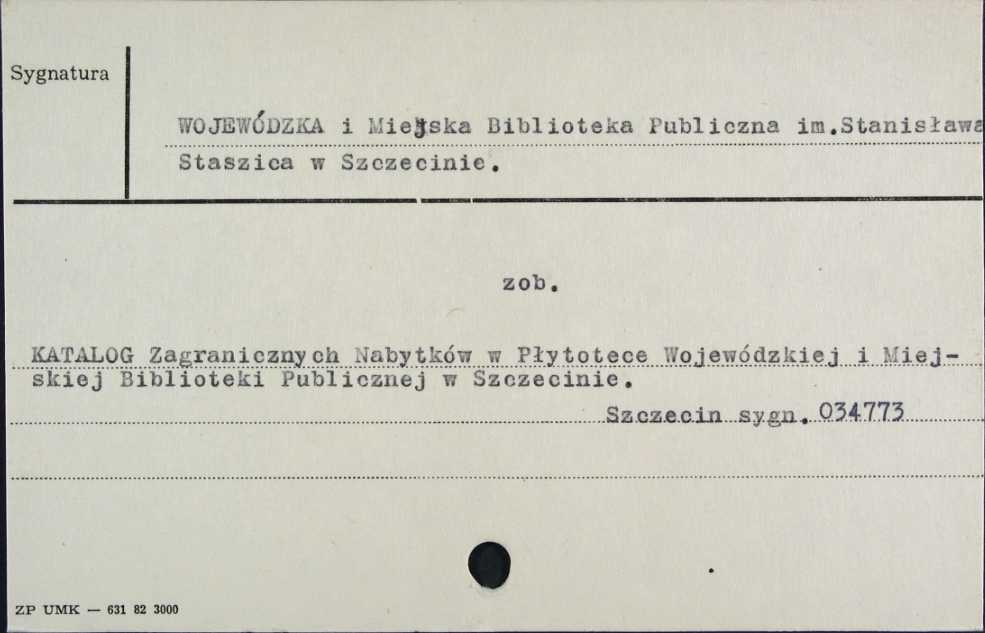 Sygnatura
WOJEWÓDZKA i Miejska Biblioteka Publiczna im.Stanisława
Staszica w Szczecinie.
zob.
KATALOG Zagranicznych Nabytków w Płytotece Wojewódzkiej i Miej-
skiej Biblioteki Publicznej w Szczecinie.
Szczecin sygn. 034773
ZP UMK — 631 82 3000